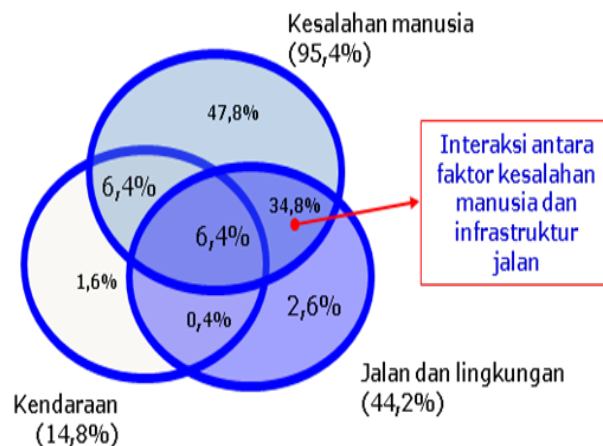 Kesalahan manusia
(95,4%)
47,8%
6,4%
34,8%
6,4%
1,6%
0,4%
2,6%
Interaksi antara
faktor kesalahan
manusia dan
infrastruktur
jalan
Jalan dan lingkungan
(44,2%)
Kendaraan
(14,8%)